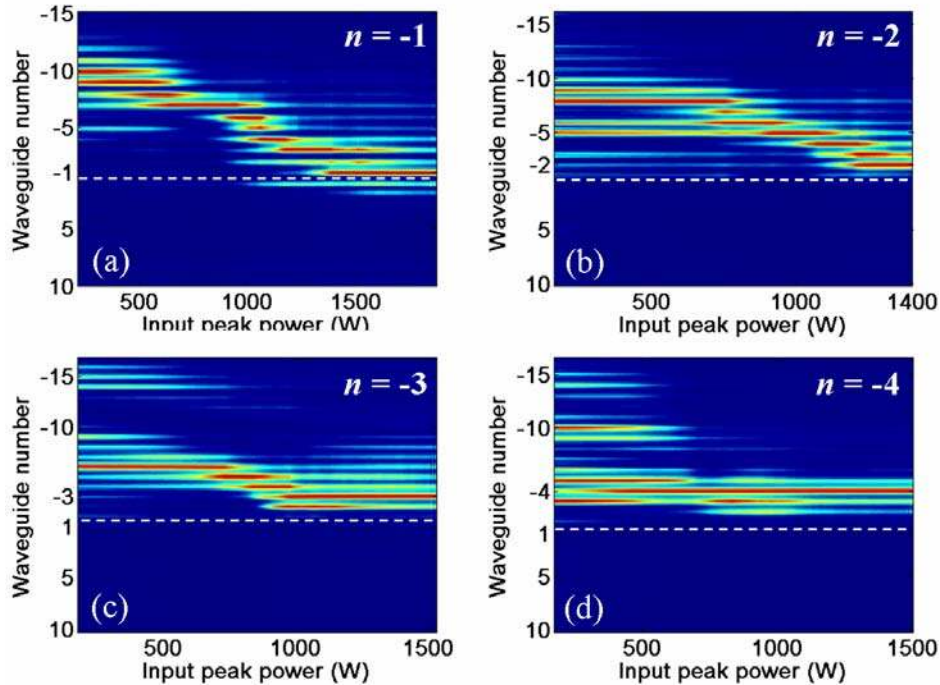 -15
n = -1
-10
-5
-1
5
10
(a)
Waveguide number
500
1000
1500
Input peak power (W)
-15
n = -2
-10
-5
-2
5
10
(b)
Waveguide number
500
1000
1400
Input peak power (W)
-15
n = -3
-10
-3
1
5
10
(c)
Waveguide number
500
1000
1500
Input peak power (W)
-15
n = -4
-10
-4
1
5
10
(d)
Waveguide number
500
1000
1500
Input peak power (W)